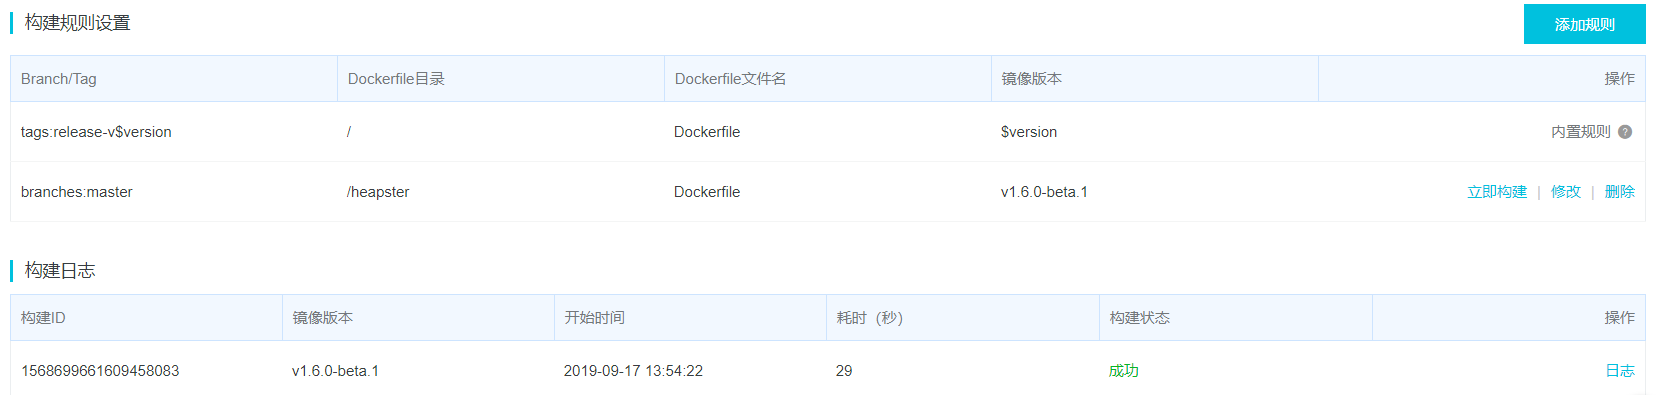 构建规则设置
添加规则
Branch/Tag Dockerfile目录 Dockerfile文件名 镜像版本 操作
tags:release-v$version / Dockerfile $version 内置规则 ?
branches:master /heapster Dockerfile v1.6.0-beta.1 立即构建 | 修改 | 删除
构建日志
构建ID 镜像版本 开始时间 耗时（秒） 构建状态 操作
1568699661609458083 v1.6.0-beta.1 2019-09-17 13:54:22 29 成功 日志